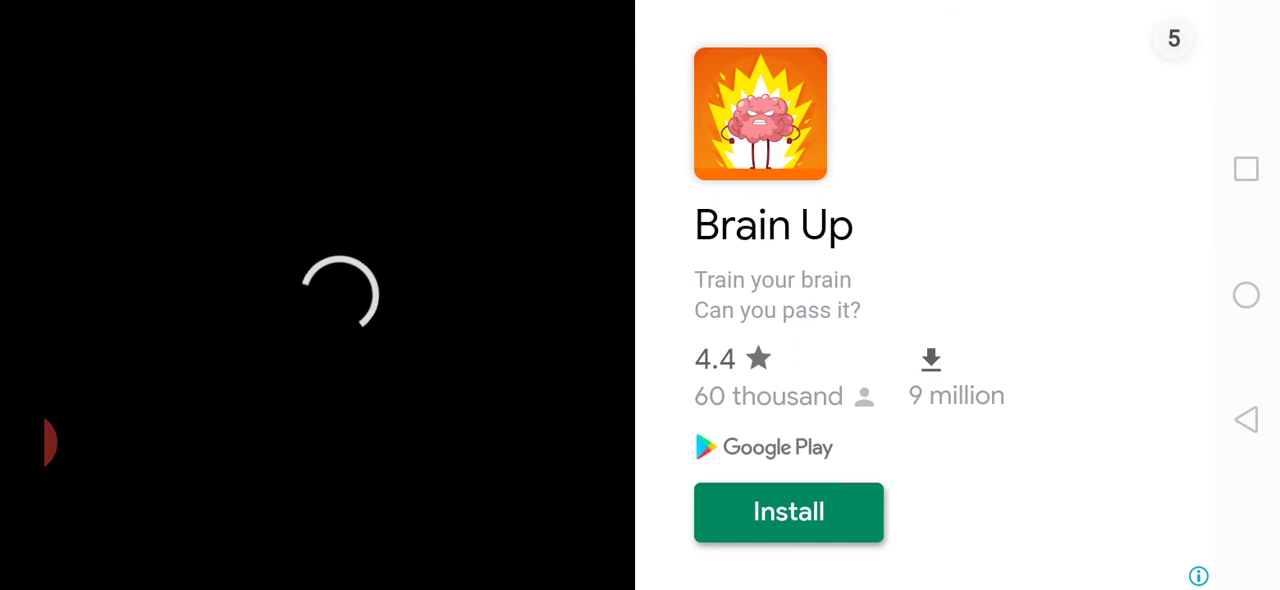 5
Brain Up
Train your brain
Can you pass it?
4.4
60 thousand
9 million
Google Play
Install